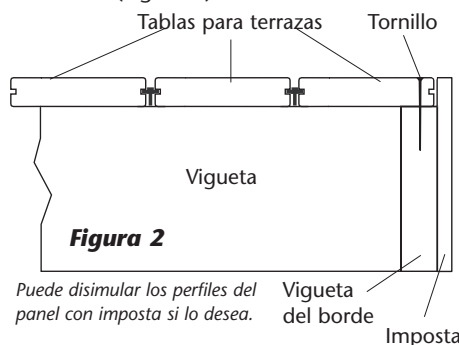 Tablas para terrazas
Tornillo
Vigueta
Figura 2
Puede disimular los perfiles del
panel con imposta si lo desea.
Vigueta
del borde
Imposta